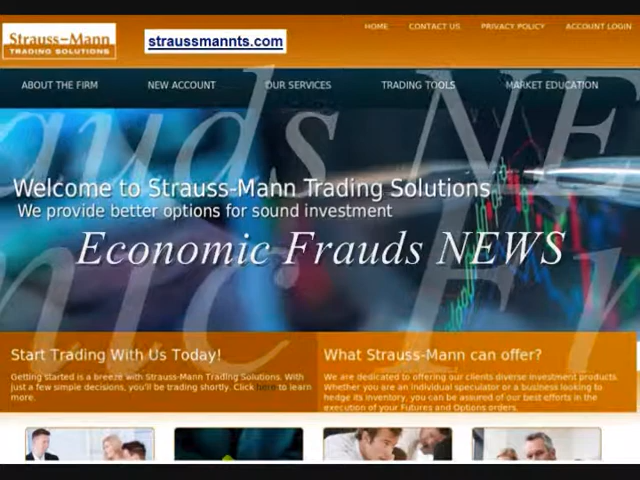 Strauss-Mann
TRADING SOLUTIONS
straussmannts.com
HOME CONTACT US PRIVACY POLICY ACCOUNT LOGIN
ABOUT THE FIRM NEW ACCOUNT OUR SERVICES TRADING TOOLS MARKET EDUCATION
Welcome to Strauss-Mann Trading Solutions
We provide better options for sound investment
Economic Frauds NEWS
Start Trading With Us Today!
Getting started is a breeze with Strauss-Mann Trading Solutions. With
just a few simple decisions, you'll be trading shortly. Click here to learn
more.
What Strauss-Mann can offer?
We are dedicated to offering our clients diverse investment products.
Whether you are an individual speculator or a business looking to
hedge its inventory, you can be assured of our best efforts in the
execution of your Futures and Options orders.